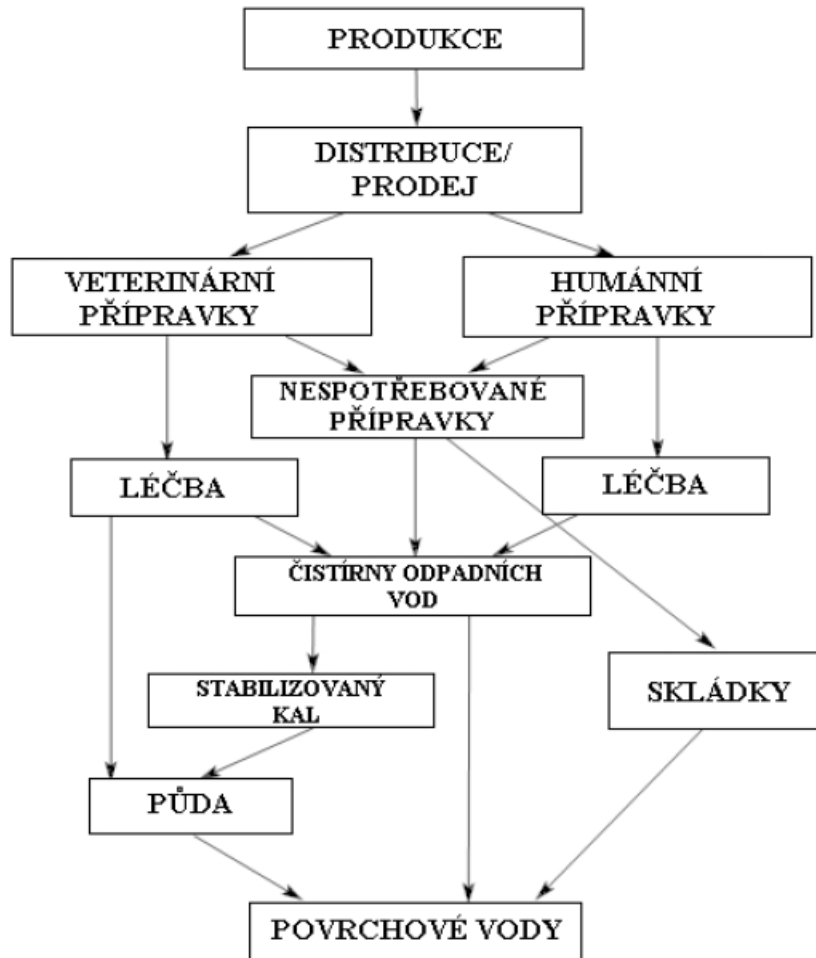 PRODUKCE
DISTRIBUCE/
PRODEJ
VETERINÁRNÍ
PŘÍPRAVKY
HUMÁNNÍ
PŘÍPRAVKY
NESPOTŘEBOVANÉ
PŘÍPRAVKY
LÉČBA
LÉČBA
ČISTÍRNY ODPADNÍCH
VOD
STABILIZOVANÝ
KAL
SKLÁDKY
PŮDA
POVRCHOVÉ VODY